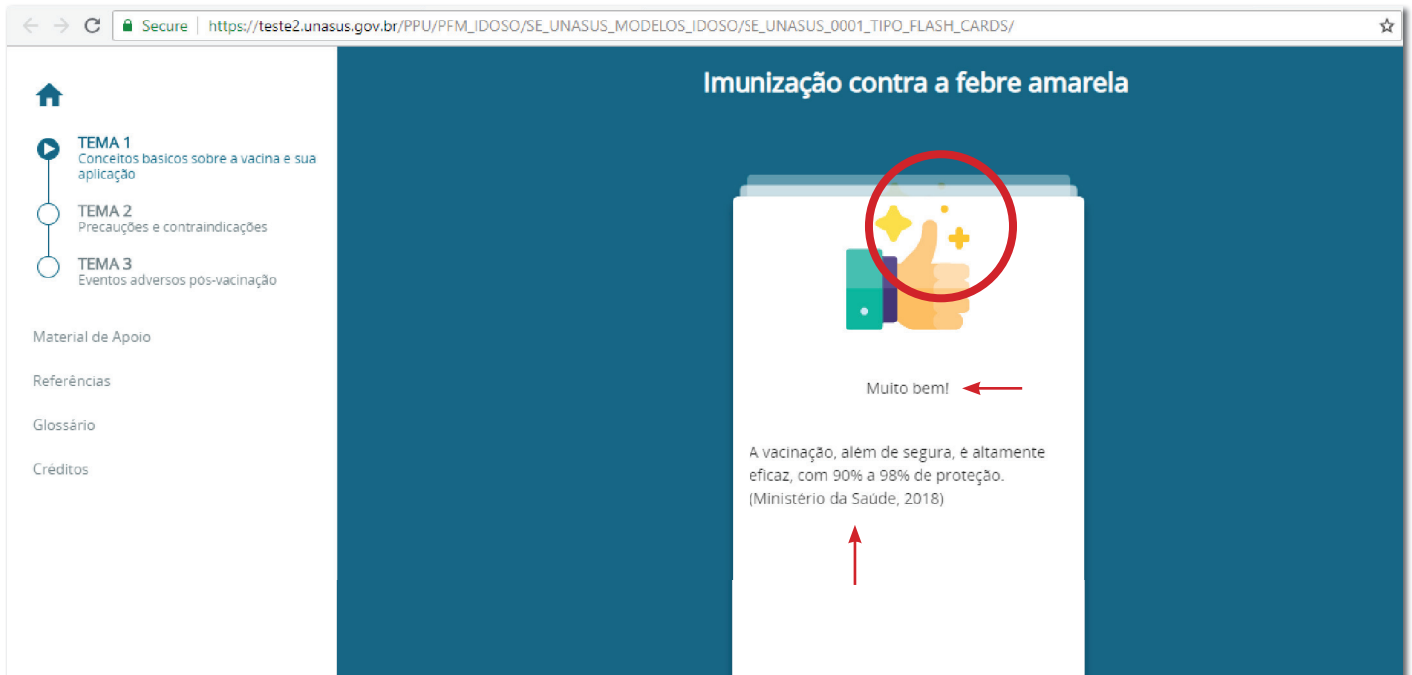 Secure https://teste2.unasus.gov.br/PPU/PFM_IDOSO/SE_UNASUS_MODELOS_IDOSO/SE_UNASUS_0001_TIPO_FLASH_CARDS/
TEMA 1
Conceitos básicos sobre a vacina e sua
aplicação
TEMA 2
Precauções e contraindicações
TEMA 3
Eventos adversos pós-vacinação
Material de Apoio
Referências
Glossário
Créditos
Imunização contra a febre amarela
Muito bem!
A vacinação, além de segura, é altamente
eficaz, com 90% a 98% de proteção.
(Ministério da Saúde, 2018)